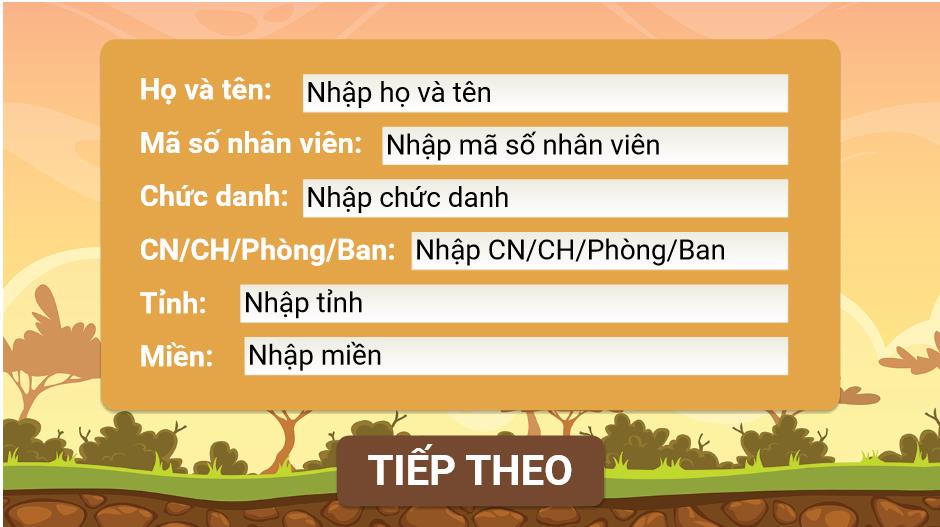 Họ và tên: Nhập họ và tên
Mã số nhân viên: Nhập mã số nhân viên
Chức danh: Nhập chức danh
CN/CH/Phòng/Ban: Nhập CN/CH/Phòng/Ban
Tỉnh: Nhập tỉnh
Miền: Nhập miền
TIẾP THEO